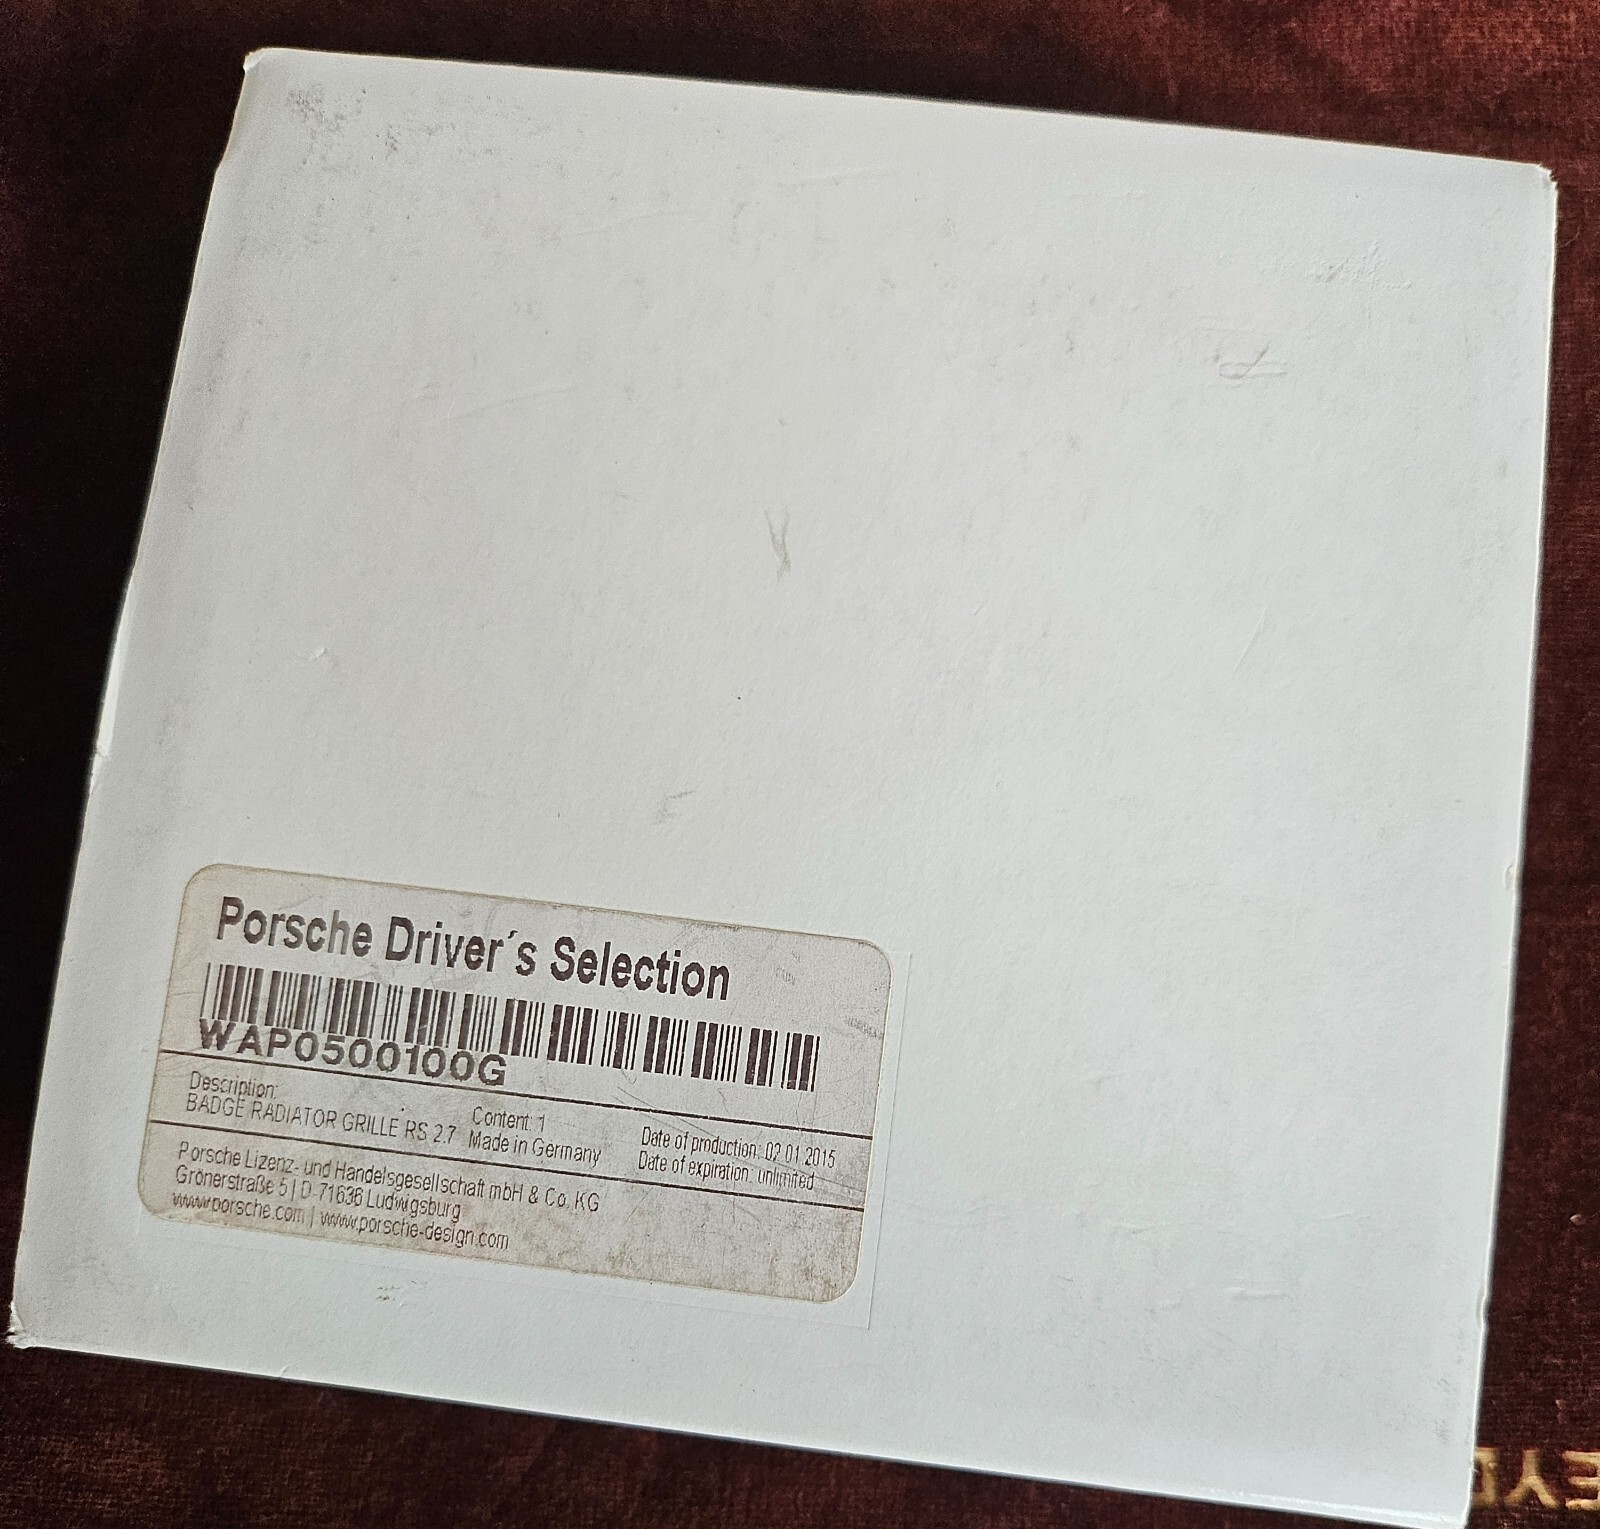 Porsche Driver´s Selection
WAP0500100G
Description:
BADGE RADIATOR GRILLE RS 2.7
Content: 1
Made in Germany
Date of production: 02.01.2015
Date of expiration: unlimited
Porsche Lizenz- und Handelsgesellschaft mbH & Co. KG
Grönerstraße 5 | D-71636 Ludwigsburg
www.porsche.com | www.porsche-design.com